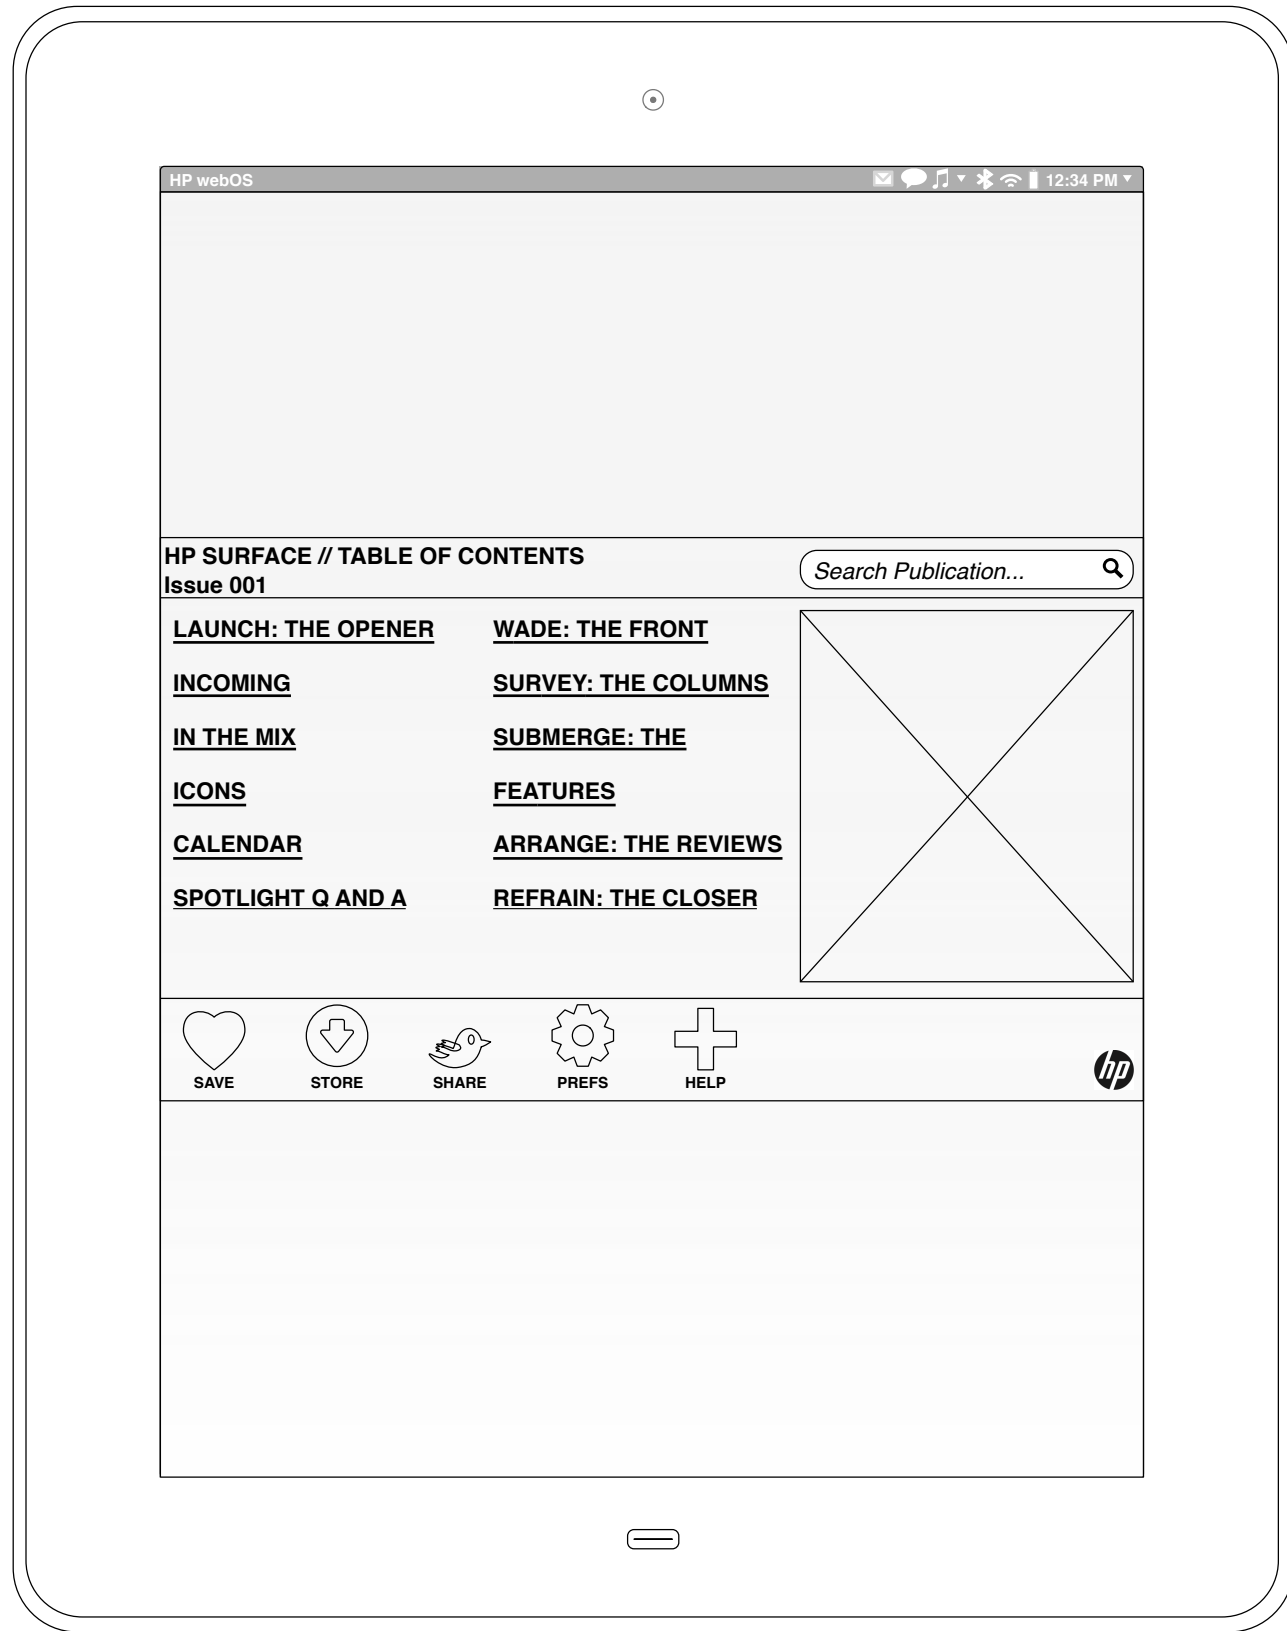 HP webOS
12:34 PM
HP SURFACE // TABLE OF CONTENTS
Issue 001
Search Publication...
LAUNCH: THE OPENER
INCOMING
IN THE MIX
ICONS
CALENDAR
SPOTLIGHT Q AND A
WADE: THE FRONT
SURVEY: THE COLUMNS
SUBMERGE: THE
FEATURES
ARRANGE: THE REVIEWS
REFRAIN: THE CLOSER
SAVE
STORE
SHARE
PREFS
HELP
hp